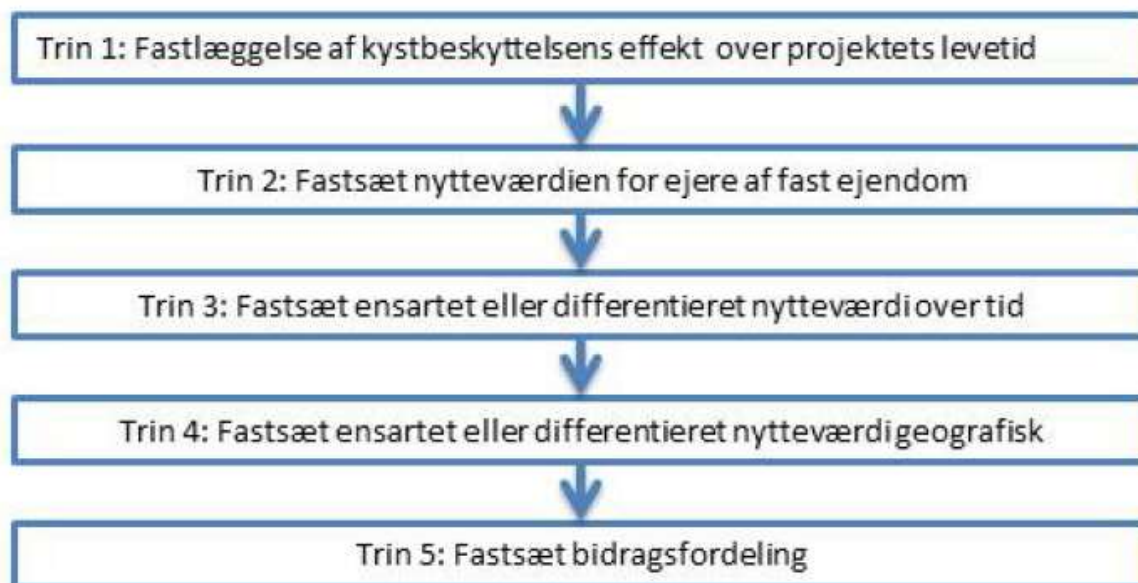 Trin 1: Fastlæggelse af kystbeskyttelsens effekt over projektets levetid
Trin 2: Fastsæt nytteværdien for ejere af fast ejendom
Trin 3: Fastsæt ensartet eller differentieret nytteværdi over tid
Trin 4: Fastsæt ensartet eller differentieret nytteværdi geografisk
Trin 5: Fastsæt bidragsfordeling